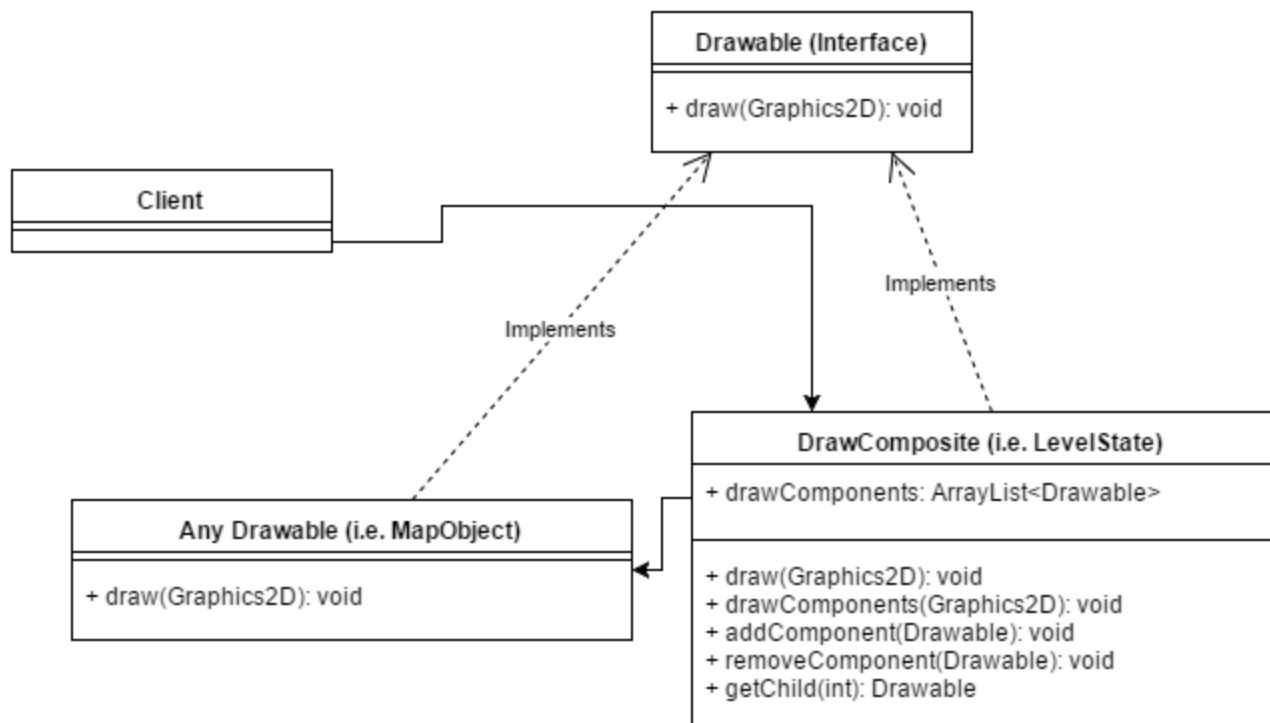 Drawable (Interface)
+ draw(Graphics2D): void
Client
Implements
Implements
DrawComposite (i.e. LevelState)
+ drawComponents: ArrayList<Drawable>
Any Drawable (i.e. MapObject)
+ draw(Graphics2D): void
+ draw(Graphics2D): void
+ drawComponents(Graphics2D): void
+ addComponent(Drawable): void
+ removeComponent(Drawable): void
+ getChild(int): Drawable